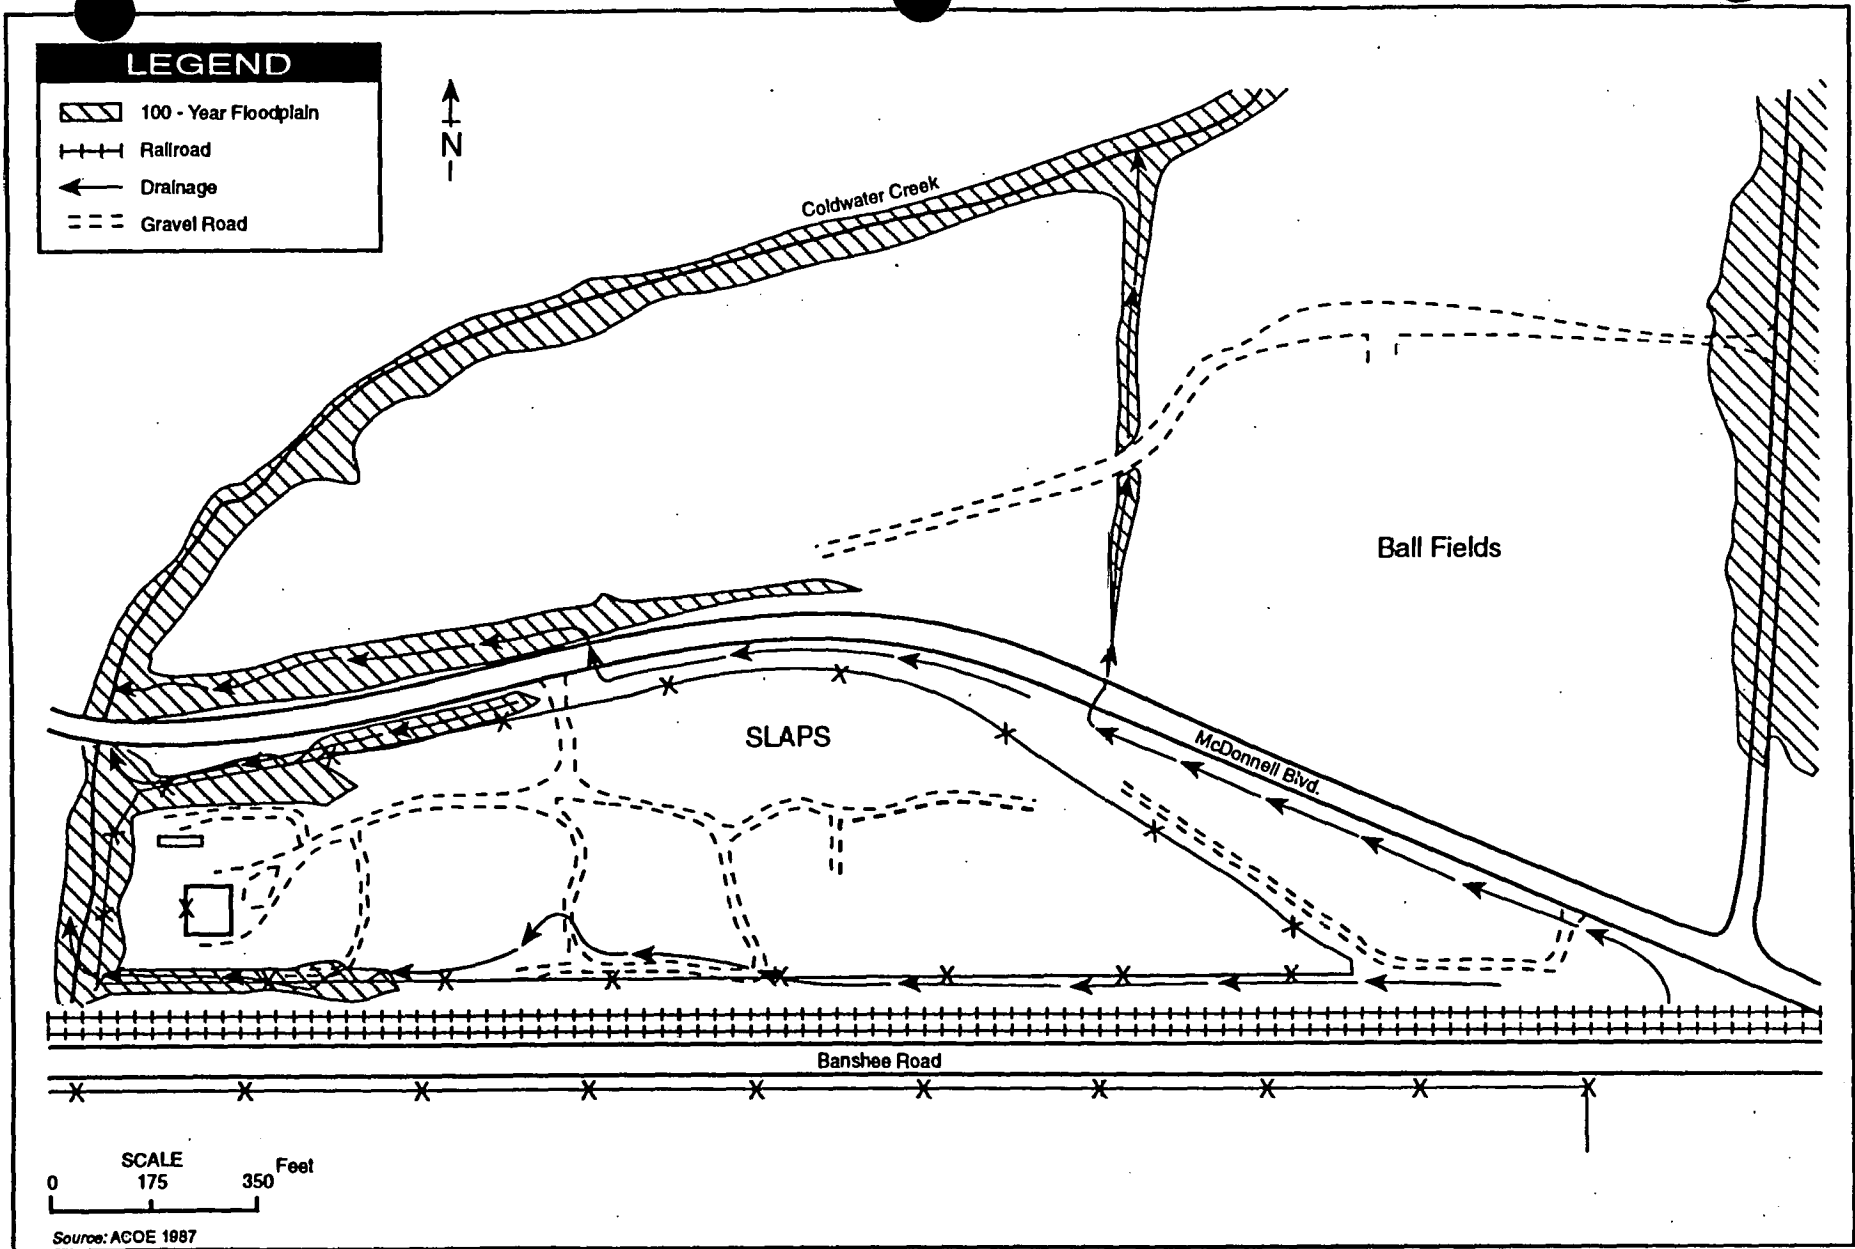 LEGEND
100 - Year Floodplain
Railroad
Drainage
Gravel Road
N
Coldwater Creek
Ball Fields
SLAPS
McDonnell Blvd.
Banshee Road
SCALE
0 175 350 Feet
Source: ACOE 1987